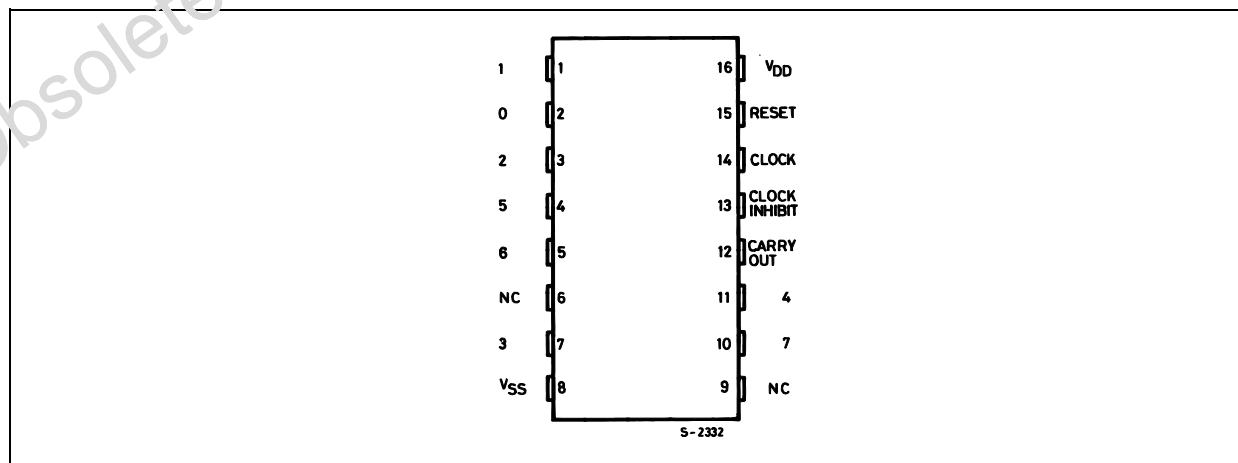 Obsolete
1 1 16 VDD
0 2 15 RESET
2 3 14 CLOCK
5 4 13 CLOCK INHIBIT
6 5 12 CARRY OUT
NC 6 11 4
3 7 10 7
VSS 8 9 NC
S-2332